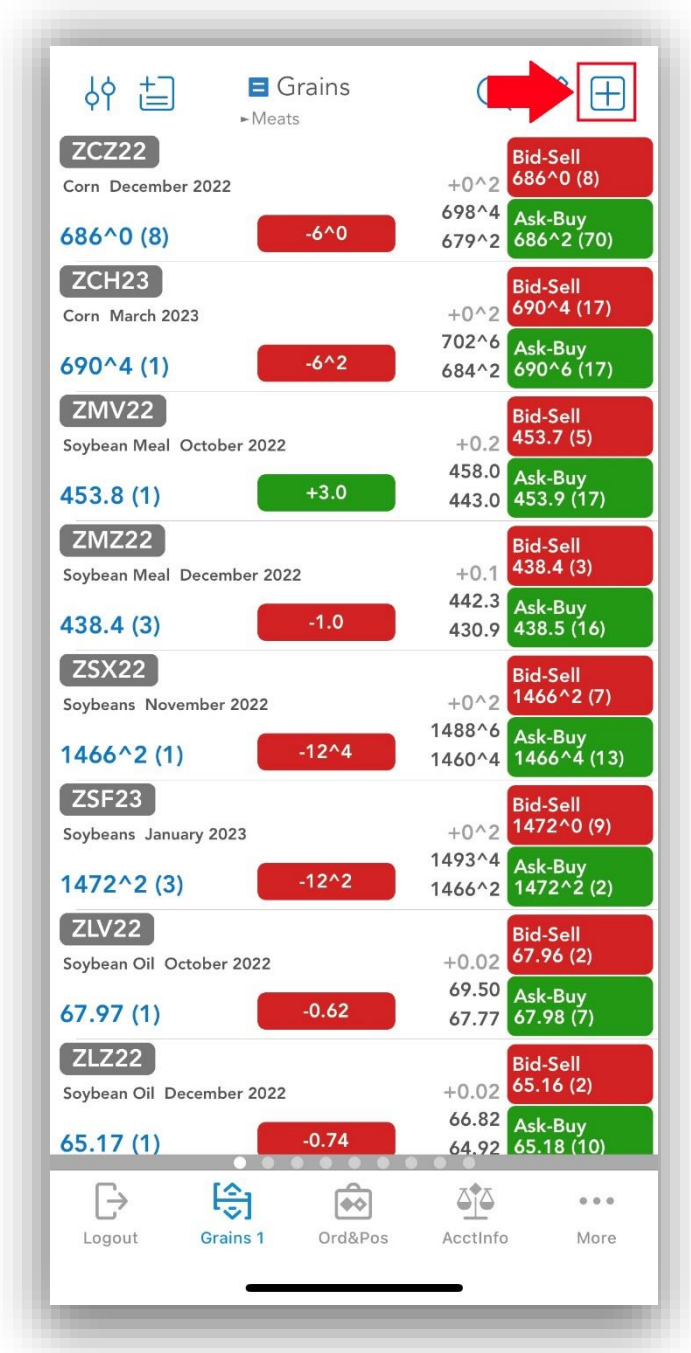 Grains
►Meats
ZCZ22
Corn December 2022
686^0 (8)
-6^0
+0^2
698^4
679^2
Bid-Sell
686^0 (8)
Ask-Buy
686^2 (70)
ZCH23
Corn March 2023
690^4 (1)
-6^2
+0^2
702^6
684^2
Bid-Sell
690^4 (17)
Ask-Buy
690^6 (17)
ZMV22
Soybean Meal October 2022
453.8 (1)
+3.0
+0.2
458.0
443.0
Bid-Sell
453.7 (5)
Ask-Buy
453.9 (17)
ZMZ22
Soybean Meal December 2022
438.4 (3)
-1.0
+0.1
442.3
430.9
Bid-Sell
438.4 (3)
Ask-Buy
438.5 (16)
ZSX22
Soybeans November 2022
1466^2 (1)
-12^4
+0^2
1488^6
1460^4
Bid-Sell
1466^2 (7)
Ask-Buy
1466^4 (13)
ZSF23
Soybeans January 2023
1472^2 (3)
-12^2
+0^2
1493^4
1466^2
Bid-Sell
1472^0 (9)
Ask-Buy
1472^2 (2)
ZLV22
Soybean Oil October 2022
67.97 (1)
-0.62
+0.02
69.50
67.77
Bid-Sell
67.96 (2)
Ask-Buy
67.98 (7)
ZLZ22
Soybean Oil December 2022
65.17 (1)
-0.74
+0.02
66.82
64.92
Bid-Sell
65.16 (2)
Ask-Buy
65.18 (10)
Logout
Grains 1
Ord&Pos
AcctInfo
More